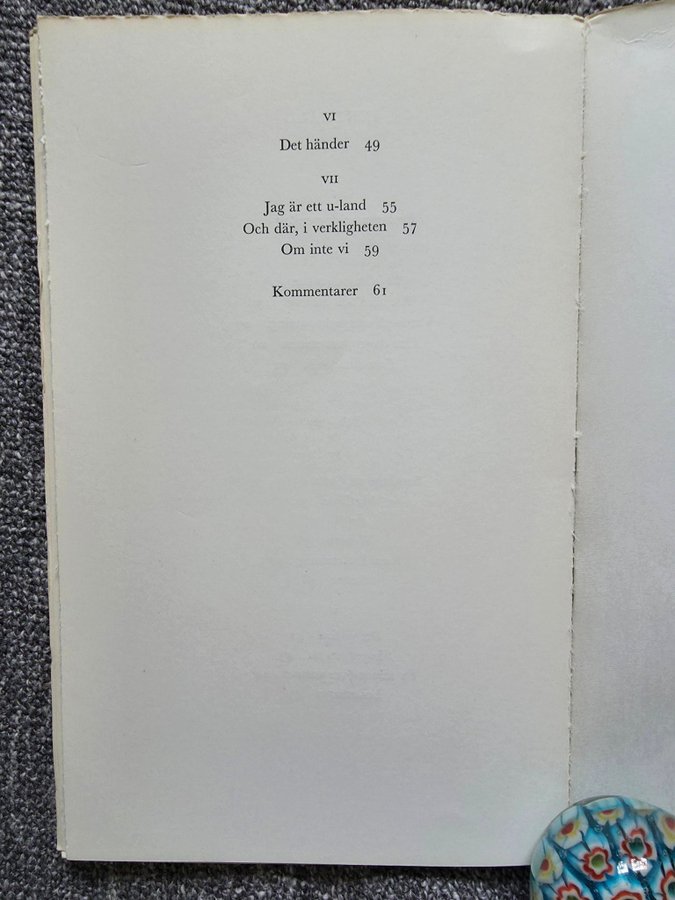 VI
Det händer 49
VII
Jag är ett u-land 55
Och där, i verkligheten 57
Om inte vi 59
Kommentarer 61